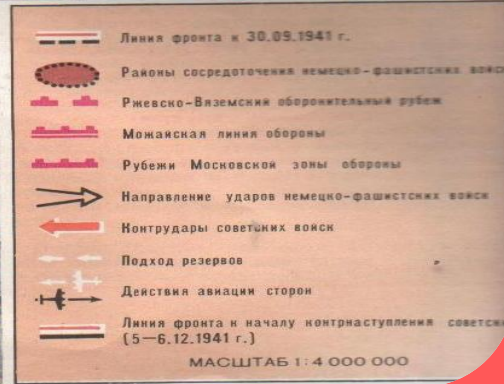 Линия фронта к 30.09.1941 г.
Районы сосредоточения немецко-фашистских войск
Ржевско-Вяземский оборонительный рубеж
Можайская линия обороны
Рубежи Московской зоны обороны
Направление ударов немецко-фашистских войск
Контрудары советских войск
Подход резервов
Действия авиации сторон
Линия фронта к началу контрнаступления
(5—6.12.1941 г.)
МАСШТАБ 1:4 000 000